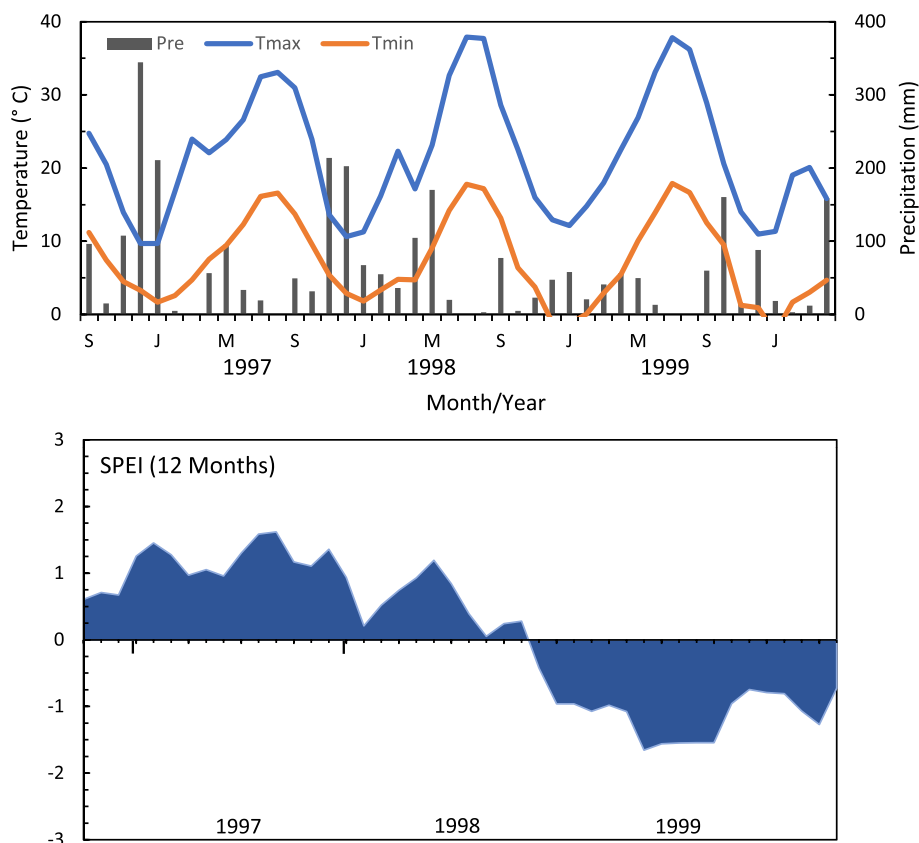 40 400
Pre Tmax Tmin
30 300
20 200
10 100
0 0
Temperature (° C)
Precipitation (mm)
S J M S J M S J M S J
1997 1998 1999
Month/Year
3
SPEI (12 Months)
2
1
0
-1
-2
-3
1997 1998 1999